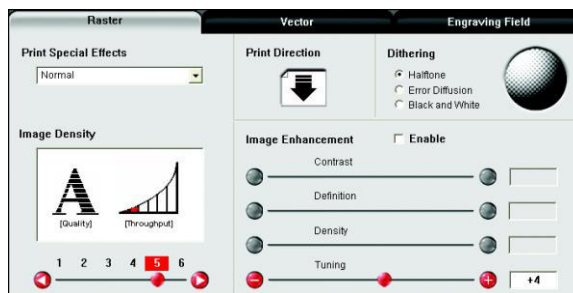 Raster
Vector
Engraving Field
Print Special Effects
Normal
Print Direction
Dithering
Halftone
Error Diffusion
Black and White
Image Density
A
[Quality]
[Throughput]
1 2 3 4 5 6
Image Enhancement
Enable
Contrast
Definition
Density
Tuning
+4